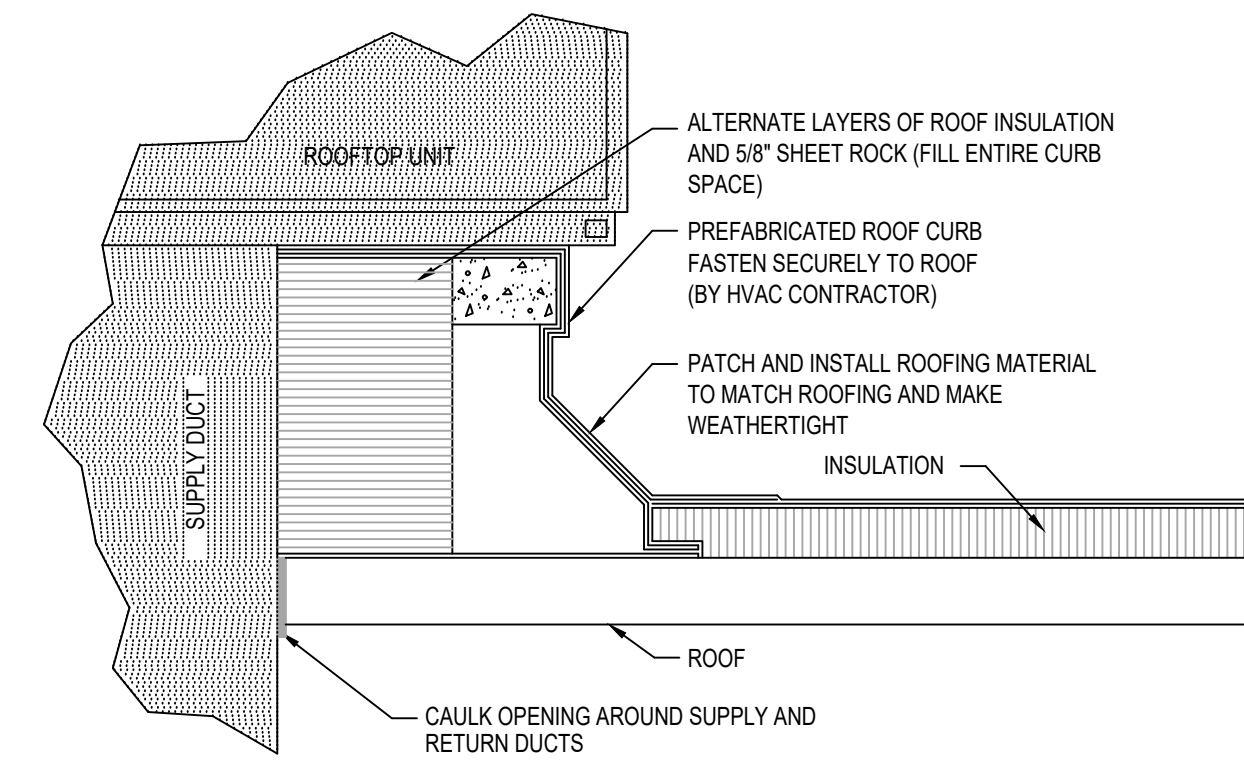 ROOFTOP UNIT
ALTERNATE LAYERS OF ROOF INSULATION
AND 5/8" SHEET ROCK (FILL ENTIRE CURB
SPACE)
PREFABRICATED ROOF CURB
FASTEN SECURELY TO ROOF
(BY HVAC CONTRACTOR)
PATCH AND INSTALL ROOFING MATERIAL
TO MATCH ROOFING AND MAKE
WEATHERTIGHT
INSULATION
SUPPLY DUCT
ROOF
CAULK OPENING AROUND SUPPLY AND
RETURN DUCTS